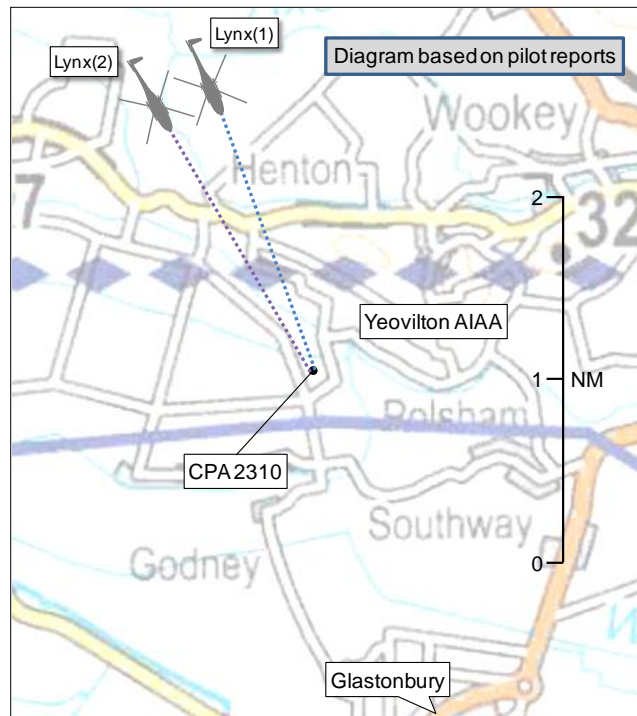 Lynx(1)
Lynx(2)
Diagram based on pilot reports
Wookey
Henton
2
7
32
Yeovilton AIAA
1 NM
Polsham
CPA 2310
Southway
Godney
0
Glastonbury